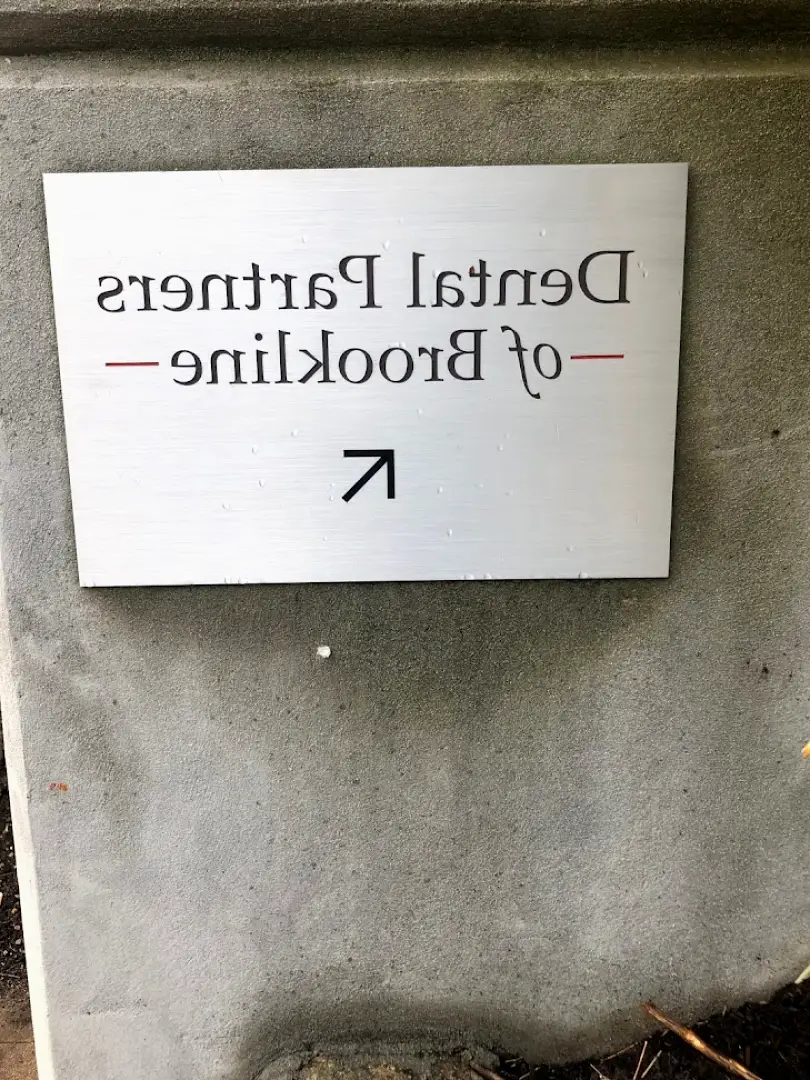 Dental Partners
of Brookline